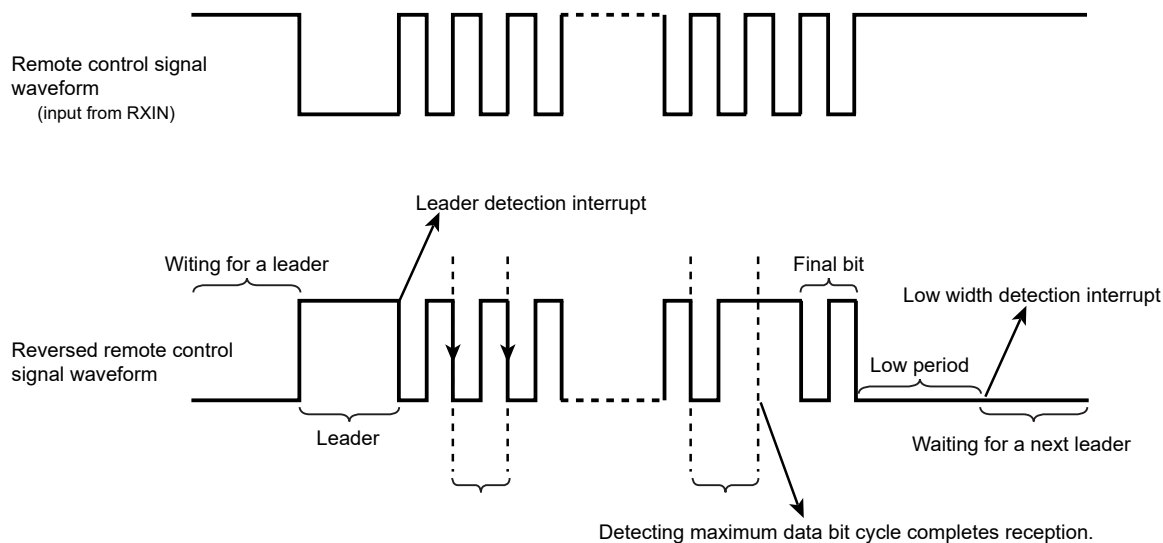 Remote control signal
waveform
(input from RXIN)
Leader detection interrupt
Witing for a leader
Final bit
Low width detection interrupt
Reversed remote control
signal waveform
Low period
Leader
Waiting for a next leader
Detecting maximum data bit cycle completes reception.